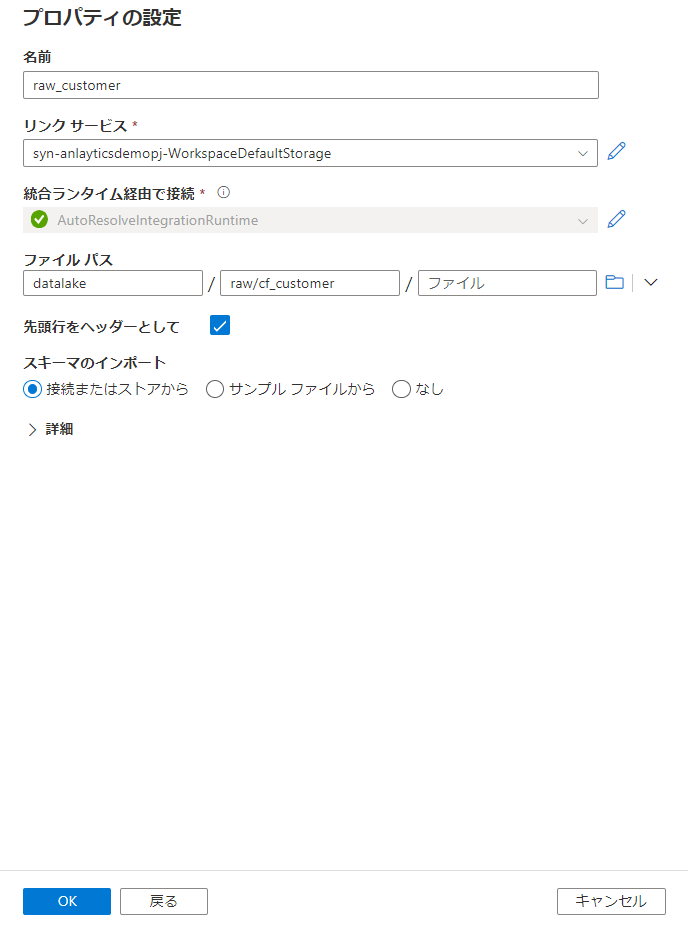 プロパティの設定
名前
raw_customer
リンク サービス *
syn-anlayticsdemopj-WorkspaceDefaultStorage
統合ランタイム経由で接続 *
AutoResolveIntegrationRuntime
ファイル パス
datalake / raw/cf_customer / ファイル
先頭行をヘッダーとして
スキーマのインポート
接続またはストアから サンプル ファイルから なし
詳細
OK 戻る キャンセル